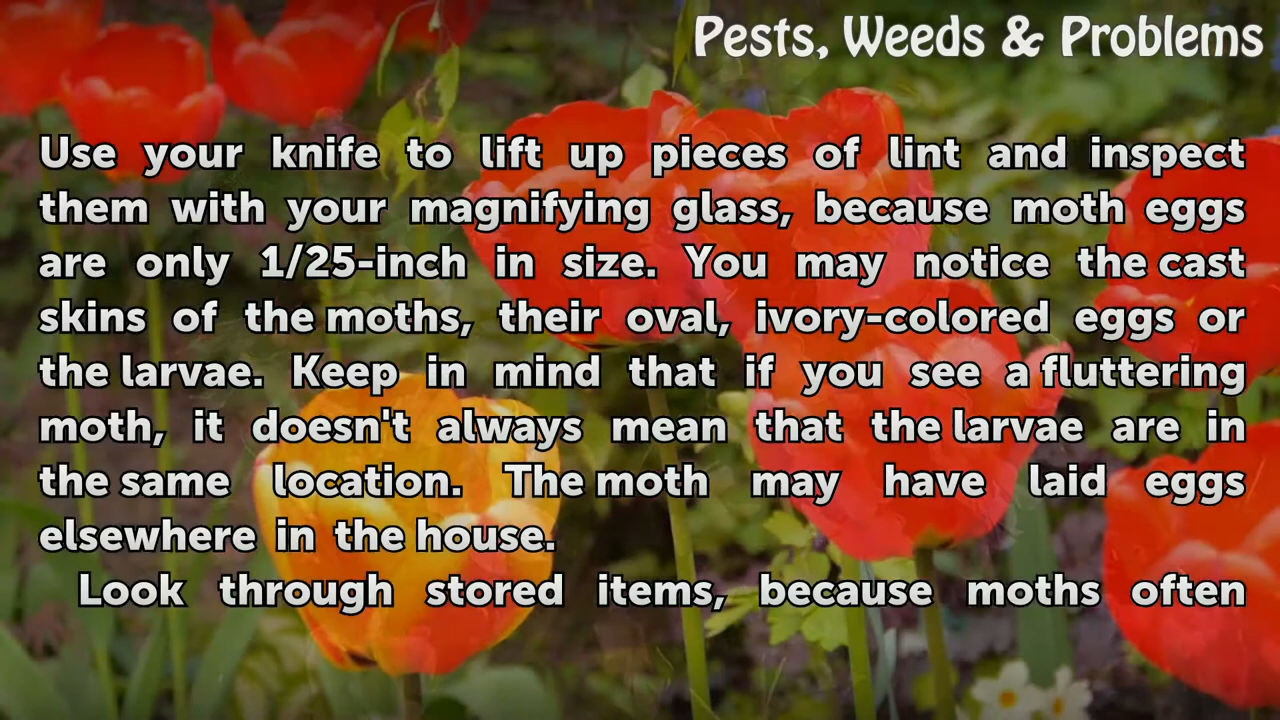 Pests, Weeds & Problems
Use your knife to lift up pieces of lint and inspect
them with your magnifying glass, because moth eggs
are only 1/25-inch in size. You may notice the cast
skins of the moths, their oval, ivory-colored eggs or
the larvae. Keep in mind that if you see a fluttering
moth, it doesn't always mean that the larvae are in
the same location. The moth may have laid eggs
elsewhere in the house.
Look through stored items, because moths often